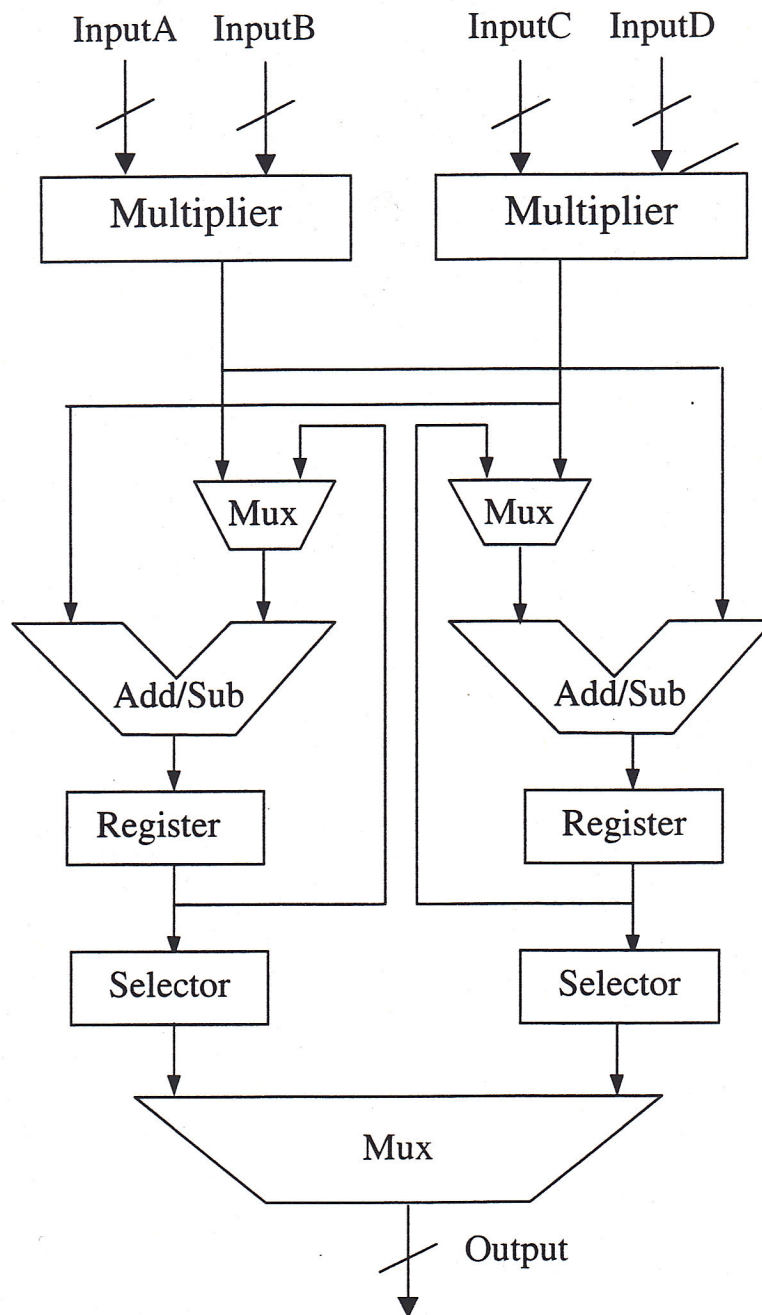 InputA InputB InputC InputD
Multiplier Multiplier
Mux Mux
Add/Sub Add/Sub
Register Register
Selector Selector
Mux
Output